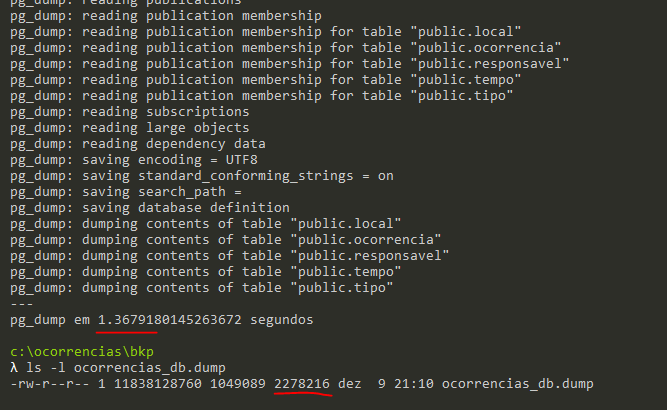 pg_dump: reading publications
pg_dump: reading publication membership
pg_dump: reading publication membership for table "public.local"
pg_dump: reading publication membership for table "public.ocorrencia"
pg_dump: reading publication membership for table "public.responsavel"
pg_dump: reading publication membership for table "public.tempo"
pg_dump: reading publication membership for table "public.tipo"
pg_dump: reading subscriptions
pg_dump: reading large objects
pg_dump: reading dependency data
pg_dump: saving encoding = UTF8
pg_dump: saving standard_conforming_strings = on
pg_dump: saving search_path =
pg_dump: saving database definition
pg_dump: dumping contents of table "public.local"
pg_dump: dumping contents of table "public.ocorrencia"
pg_dump: dumping contents of table "public.responsavel"
pg_dump: dumping contents of table "public.tempo"
pg_dump: dumping contents of table "public.tipo"
---
pg_dump em 1.3679180145263672 segundos
c:\ocorrencias\bkp
λ ls -l ocorrencias_db.dump
-rw-r--r-- 1 11838128760 1049089 2278216 dez  9 21:10 ocorrencias_db.dump